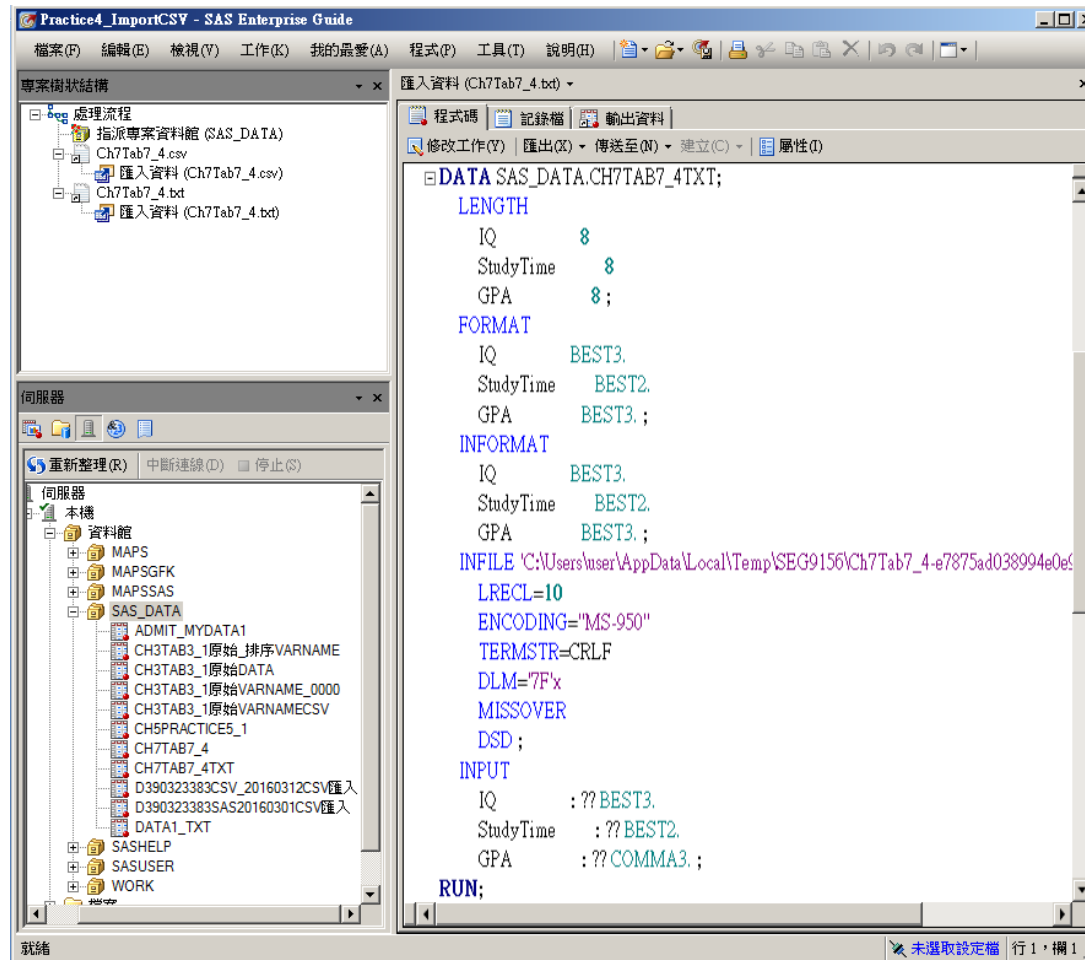 Practice4_ImportCSV - SAS Enterprise Guide
檔案(F) 編輯(E) 檢視(V) 工作(K) 我的最愛(A) 程式(P) 工具(T) 說明(H)
專案樹狀結構
處理流程
指派專案資料館 (SAS_DATA)
Ch7Tab7_4.csv
匯入資料 (Ch7Tab7_4.csv)
Ch7Tab7_4.txt
匯入資料 (Ch7Tab7_4.txt)
伺服器
重新整理(R) 中斷連線(D) 停止(S)
伺服器
本機
資料館
MAPS
MAPSGFK
MAPSSAS
SAS_DATA
ADMIT_MYDATA1
CH3TAB3_1原始_排序VARNAME
CH3TAB3_1原始DATA
CH3TAB3_1原始VARNAME_0000
CH3TAB3_1原始VARNAMECSV
CH5PRACTICE5_1
CH7TAB7_4
CH7TAB7_4TXT
D390323383CSV_20160312CSV匯入
D390323383SAS20160301CSV匯入
DATA1_TXT
SASHELP
SASUSER
WORK
檔案
匯入資料 (Ch7Tab7_4.txt)
程式碼 記錄檔 輸出資料
修改工作(Y) 匯出(X) 傳送至(N) 建立(C) 屬性(I)
DATA SAS_DATA.CH7TAB7_4TXT;
LENGTH
IQ 8
StudyTime 8
GPA 8 ;
FORMAT
IQ BEST3.
StudyTime BEST2.
GPA BEST3. ;
INFORMAT
IQ BEST3.
StudyTime BEST2.
GPA BEST3. ;
INFILE 'C:\Users\user\AppData\Local\Temp\SEG9156\Ch7Tab7_4-e7875ad038994e0e9
LRECL=10
ENCODING="MS-950"
TERMSTR=CRLF
DLM='7F'x
MISSOVER
DSD ;
INPUT
IQ : ?? BEST3.
StudyTime : ?? BEST2.
GPA : ?? COMMA3. ;
RUN;
就緒 未選取設定檔 行 1，欄 1